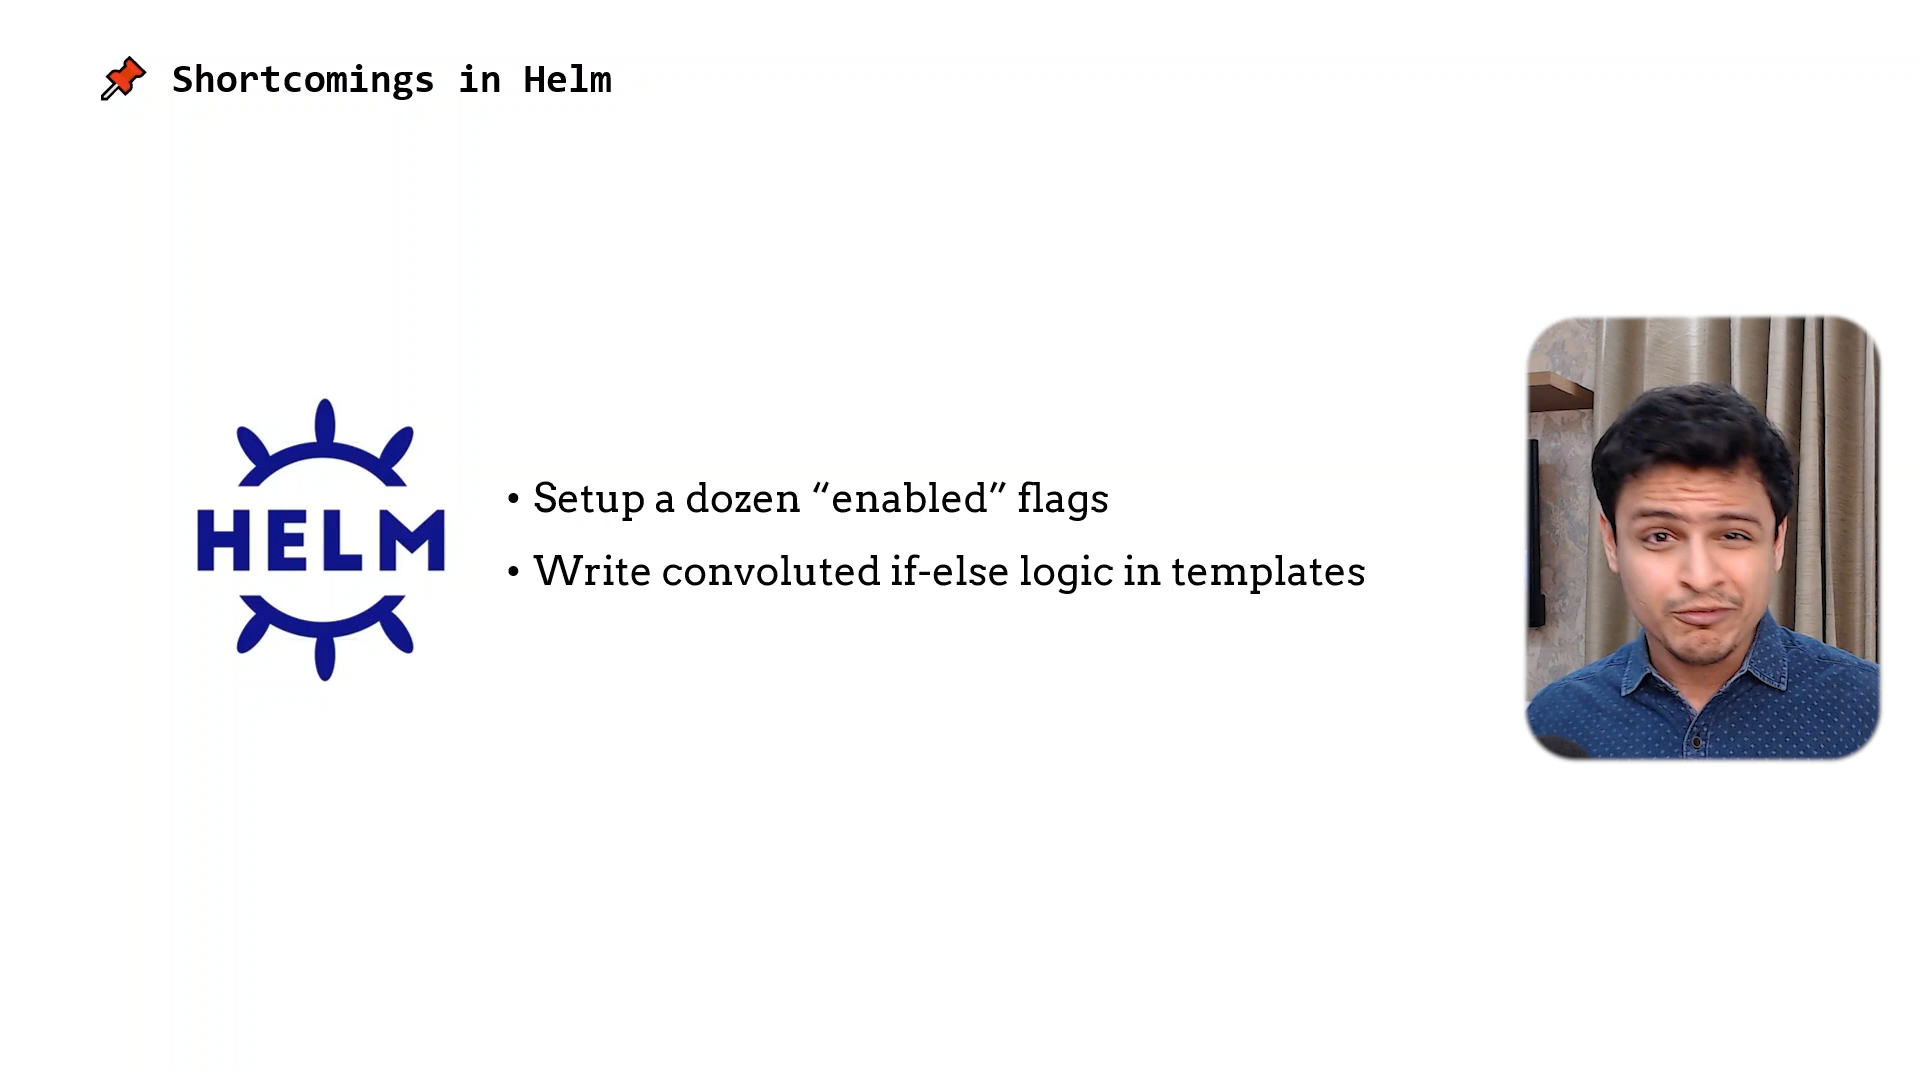 Shortcomings in Helm
HELM
• Setup a dozen “enabled” flags
• Write convoluted if-else logic in templates